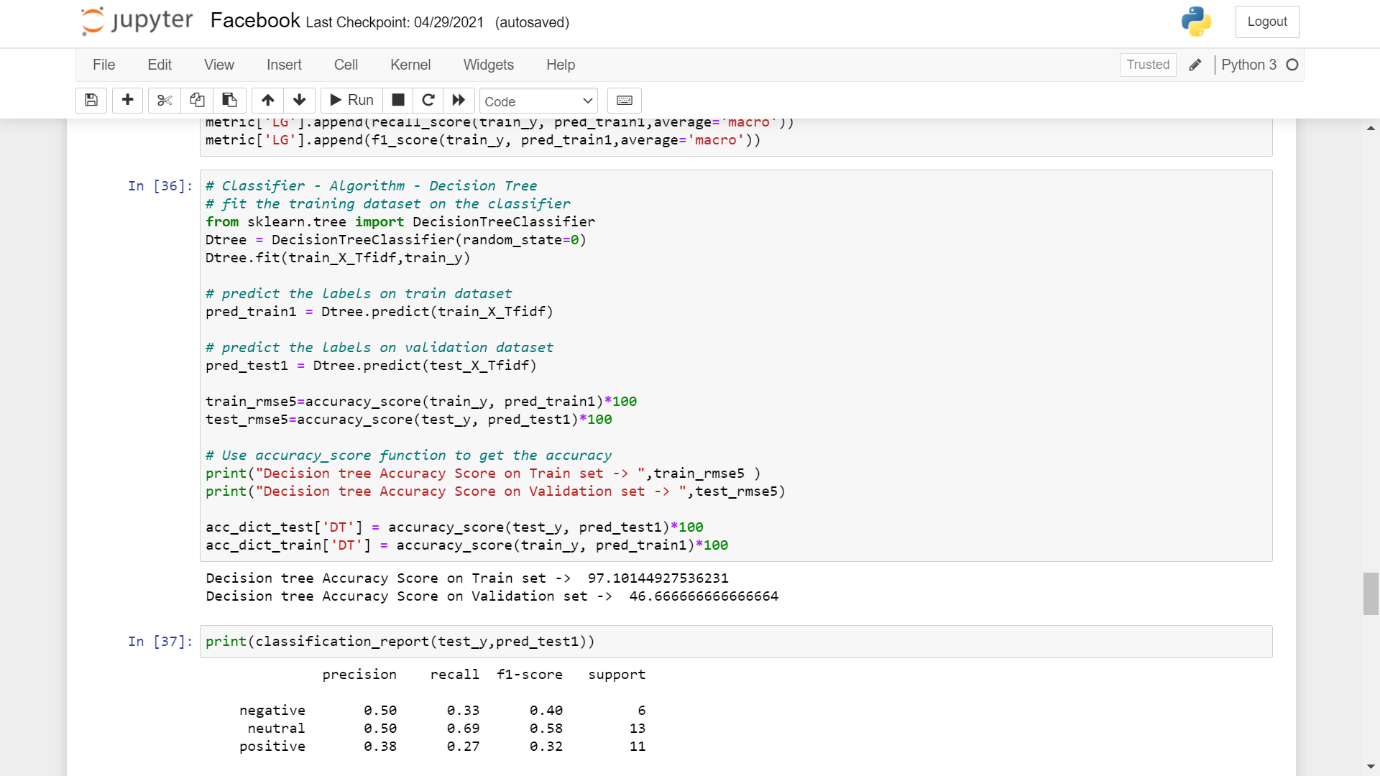 jupyter Facebook Last Checkpoint: 04/29/2021 (autosaved)
Logout
File Edit View Insert Cell Kernel Widgets Help
Trusted Python 3
Run Code
metric['LG'].append(recall_score(train_y, pred_train1,average='macro'))
metric['LG'].append(f1_score(train_y, pred_train1,average='macro'))
In [36]:
# Classifier - Algorithm - Decision Tree
# fit the training dataset on the classifier
from sklearn.tree import DecisionTreeClassifier
Dtree = DecisionTreeClassifier(random_state=0)
Dtree.fit(train_X_Tfidf,train_y)
# predict the labels on train dataset
pred_train1 = Dtree.predict(train_X_Tfidf)
# predict the labels on validation dataset
pred_test1 = Dtree.predict(test_X_Tfidf)
train_rmse5=accuracy_score(train_y, pred_train1)*100
test_rmse5=accuracy_score(test_y, pred_test1)*100
# Use accuracy_score function to get the accuracy
print("Decision tree Accuracy Score on Train set -> ",train_rmse5 )
print("Decision tree Accuracy Score on Validation set -> ",test_rmse5)
acc_dict_test['DT'] = accuracy_score(test_y, pred_test1)*100
acc_dict_train['DT'] = accuracy_score(train_y, pred_train1)*100
Decision tree Accuracy Score on Train set ->  97.10144927536231
Decision tree Accuracy Score on Validation set ->  46.666666666666664
In [37]: print(classification_report(test_y,pred_test1))
precision recall f1-score support
negative 0.50 0.33 0.40 6
neutral 0.50 0.69 0.58 13
positive 0.38 0.27 0.32 11